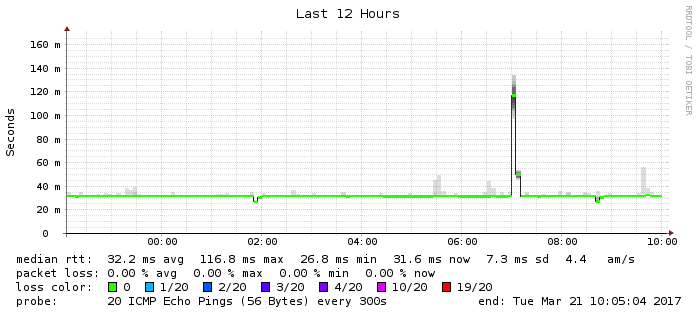 Last 12 Hours
RRDTOOL / TOBI OETIKER
Seconds
160 m
140 m
120 m
100 m
80 m
60 m
40 m
20 m
0
00:00 02:00 04:00 06:00 08:00 10:00
median rtt: 32.2 ms avg 116.8 ms max 26.8 ms min 31.6 ms now 7.3 ms sd 4.4 am/s
packet loss: 0.00 % avg 0.00 % max 0.00 % min 0.00 % now
loss color: 0 1/20 2/20 3/20 4/20 10/20 19/20
probe: 20 ICMP Echo Pings (56 Bytes) every 300s end: Tue Mar 21 10:05:04 2017